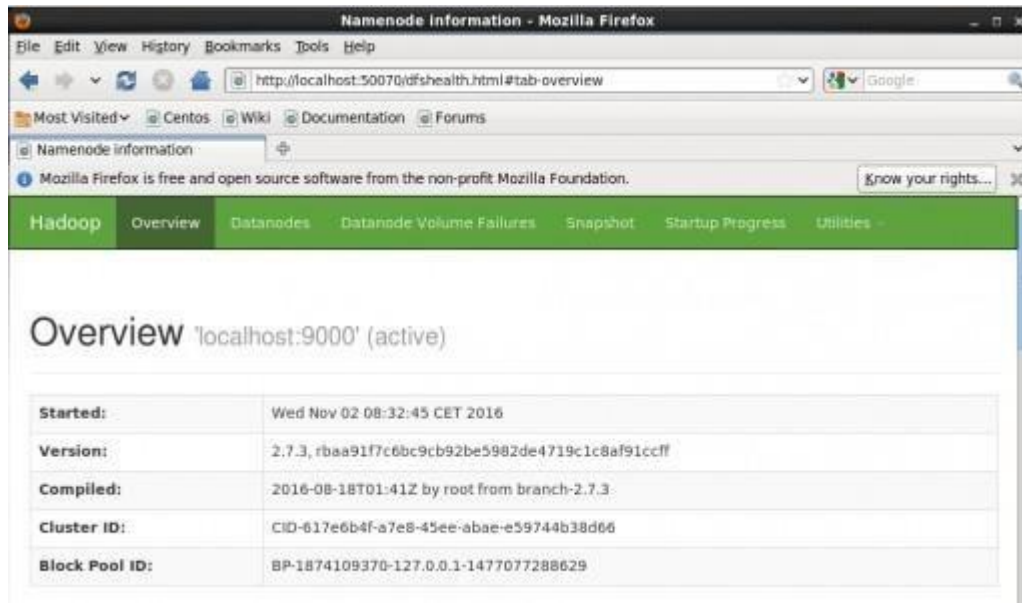 Namenode information - Mozilla Firefox
File Edit View History Bookmarks Tools Help
http://localhost:50070/dfshealth.html#tab-overview Google
Most Visited Centos Wiki Documentation Forums
Namenode information
Mozilla Firefox is free and open source software from the non-profit Mozilla Foundation. Know your rights...
Hadoop Overview Datanodes Datanode Volume Failures Snapshot Startup Progress Utilities
Overview 'localhost:9000' (active)
Started: Wed Nov 02 08:32:45 CET 2016
Version: 2.7.3, rbaa91f7c6bc9cb92be5982de4719c1c8af91ccff
Compiled: 2016-08-18T01:41Z by root from branch-2.7.3
Cluster ID: CID-617e6b4f-a7e8-45ee-abae-e59744b38d66
Block Pool ID: BP-1874109370-127.0.0.1-1477077288629